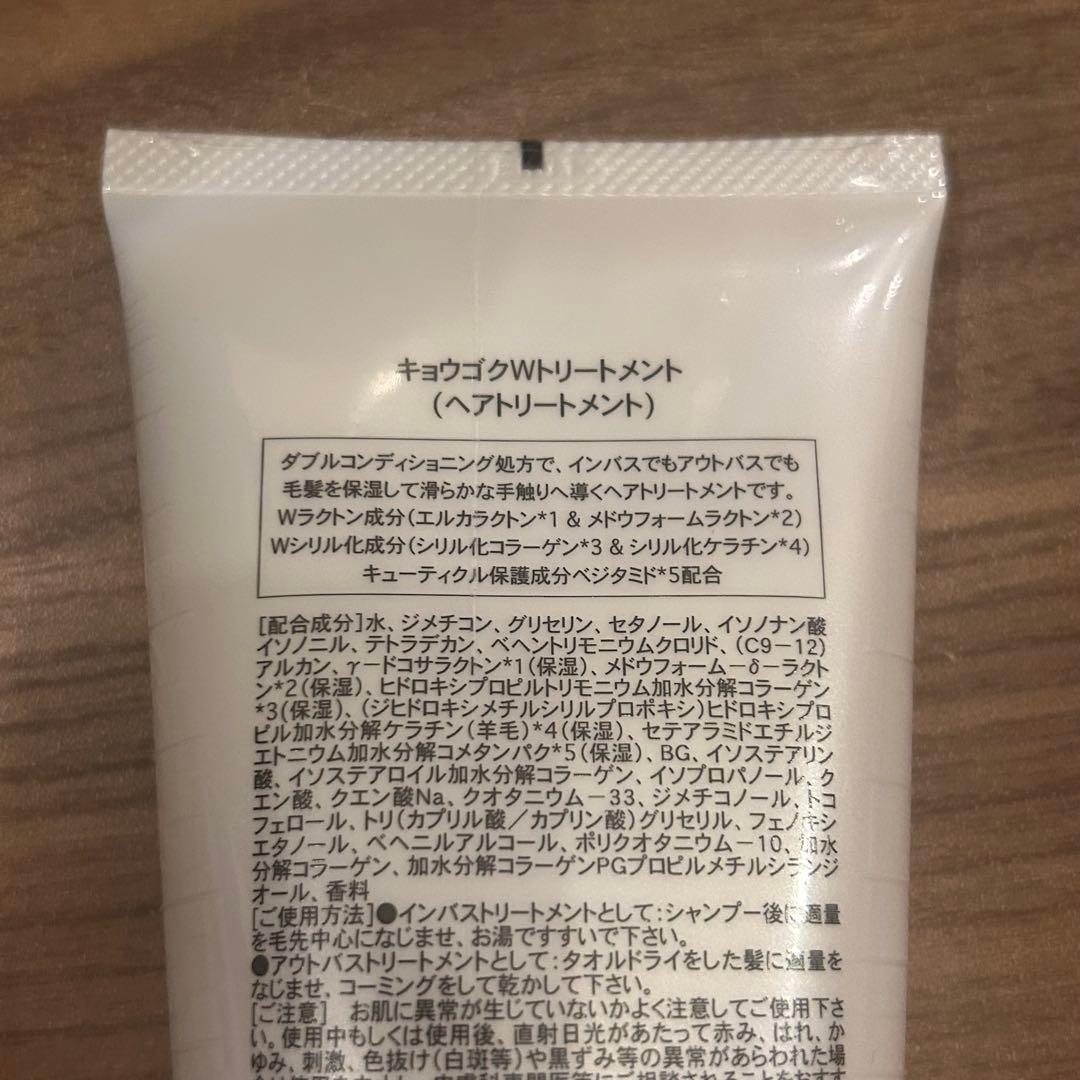 キョウゴクWトリートメント
(ヘアトリートメント)
ダブルコンディショニング処方で、インバスでもアウトバスでも
毛髪を保湿して滑らかな手触りへ導くヘアトリートメントです。
Wラクトン成分(エルカラクトン*1 & メドウフォームラクトン*2)
Wシリル化成分(シリル化コラーゲン*3 & シリル化ケラチン*4)
キューティクル保護成分ベジタミド*5配合
[配合成分]水、ジメチコン、グリセリン、セタノール、イソノナン酸
イソノニル、テトラデカン、ベヘントリモニウムクロリド、(C9-12)
アルカン、γードコサラクトン*1(保湿)、メドウフォーム-δ-ラクト
ン*2(保湿)、ヒドロキシプロピルトリモニウム加水分解コラーゲン
*3(保湿)、(ジヒドロキシメチルシリルプロポキシ)ヒドロキシプロ
ピル加水分解ケラチン(羊毛)*4(保湿)、セテアラミドエチルジ
エトニウム加水分解コメタンパク*5(保湿)、BG、イソステアリン
酸、イソステアロイル加水分解コラーゲン、イソプロパノール、ク
エン酸、クエン酸Na、クオタニウム-33、ジメチコノール、トコ
フェロール、トリ(カプリル酸/カプリン酸)グリセリル、フェノキシ
エタノール、ベヘニルアルコール、ポリクオタニウム-10、加水
分解コラーゲン、加水分解コラーゲンPGプロピルメチルシランジ
オール、香料
[ご使用方法]●インバストリートメントとして:シャンプー後に適量
を毛先中心になじませ、お湯ですすいで下さい。
●アウトバストリートメントとして:タオルドライをした髪に適量を
なじませ、コーミングをして乾かして下さい。
[ご注意] お肌に異常が生じていないかよく注意してご使用下さ
い。使用中もしくは使用後、直射日光があたって赤み、はれ、か
ゆみ、刺激、色抜け(白斑等)や黒ずみ等の異常があらわれた場